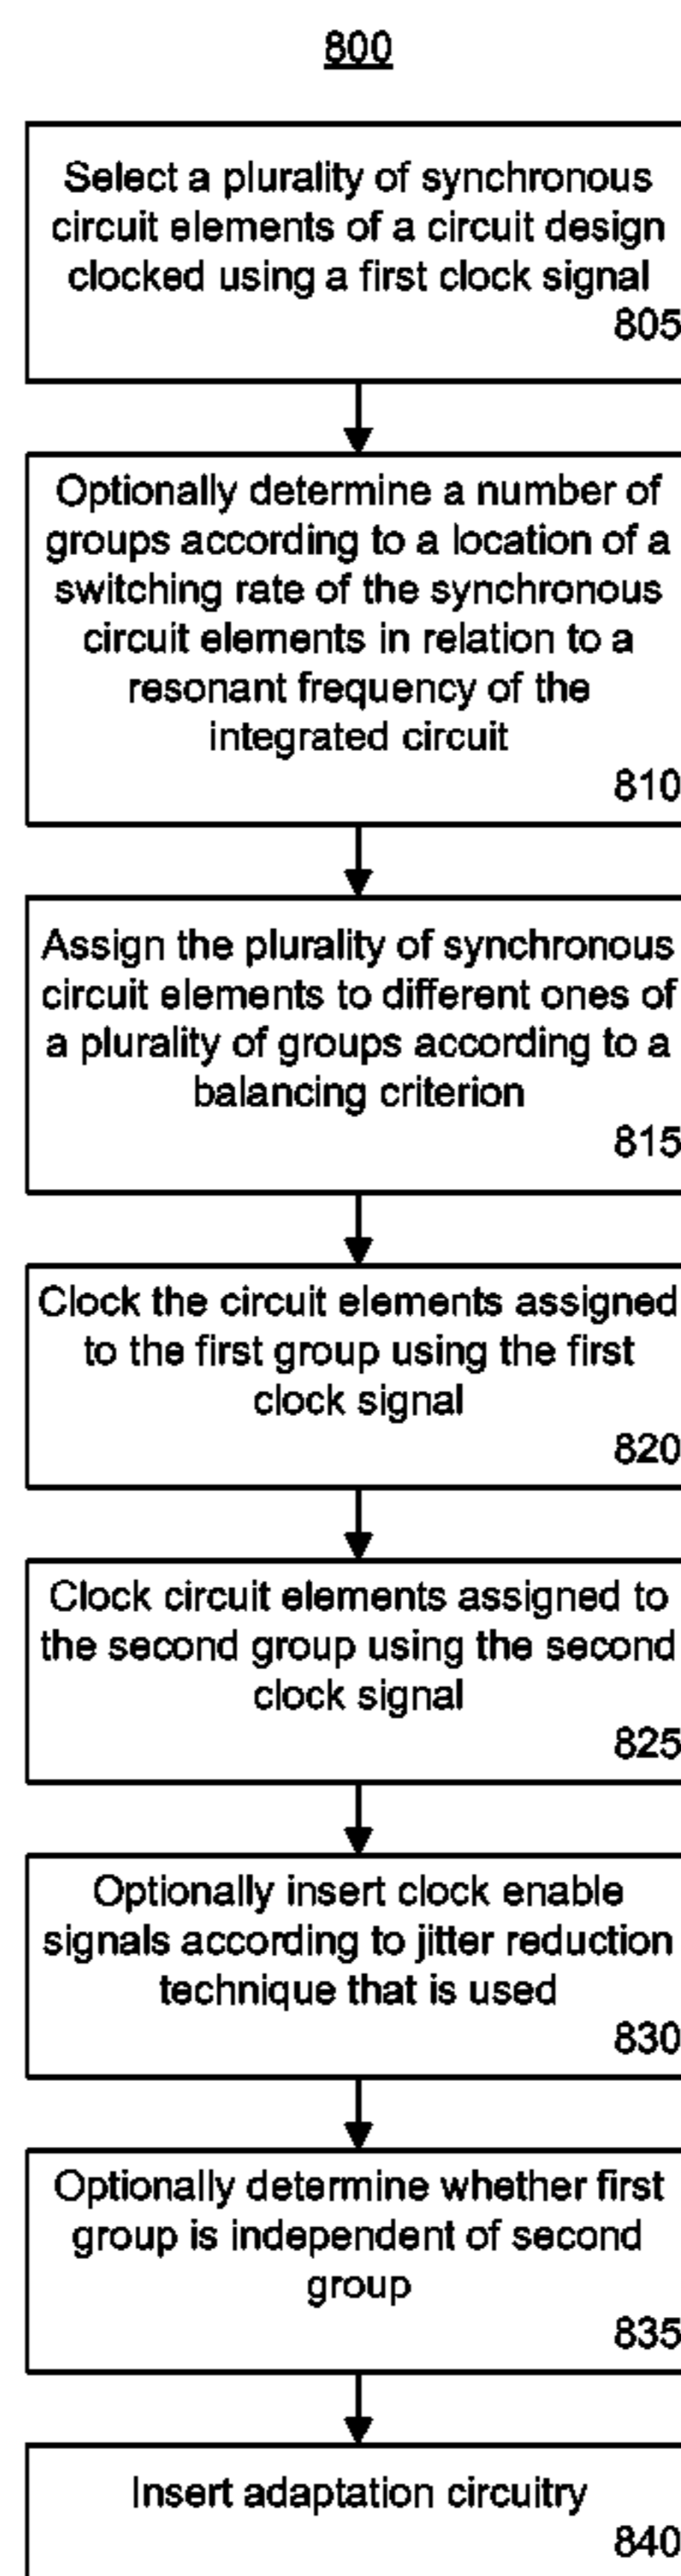 800
Select a plurality of synchronous
circuit elements of a circuit design
clocked using a first clock signal
805
Optionally determine a number of
groups according to a location of a
switching rate of the synchronous
circuit elements in relation to a
resonant frequency of the
integrated circuit
810
Assign the plurality of synchronous
circuit elements to different ones of
a plurality of groups according to a
balancing criterion
815
Clock the circuit elements assigned
to the first group using the first
clock signal
820
Clock circuit elements assigned to
the second group using the second
clock signal
825
Optionally insert clock enable
signals according to jitter reduction
technique that is used
830
Optionally determine whether first
group is independent of second
group
835
Insert adaptation circuitry
840